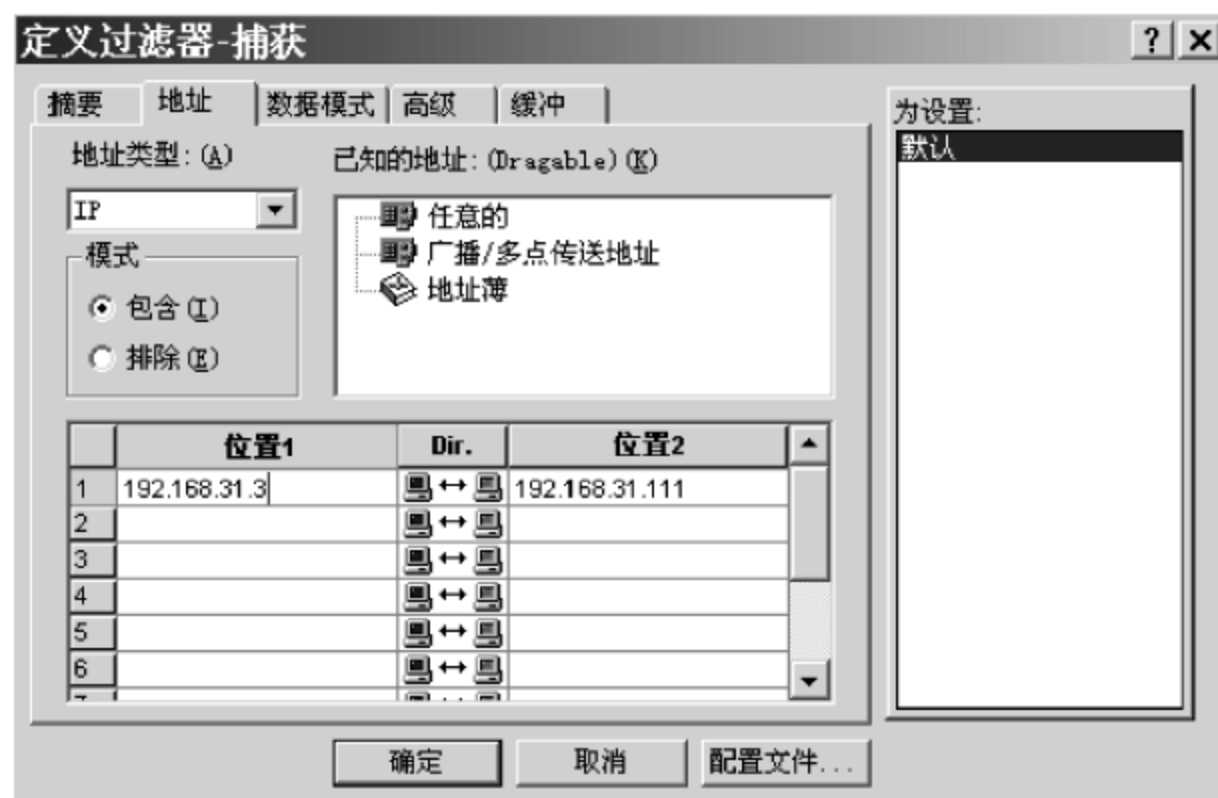 定义过滤器-捕获
摘要 地址 数据模式 高级 缓冲
为设置:
默认
地址类型:(A) 已知的地址:(Dragable)(K)
IP
任意的
广播/多点传送地址
地址薄
模式
包含(I)
排除(E)
位置1 Dir. 位置2
1 192.168.31.3 192.168.31.111
2
3
4
5
6
确定 取消 配置文件...